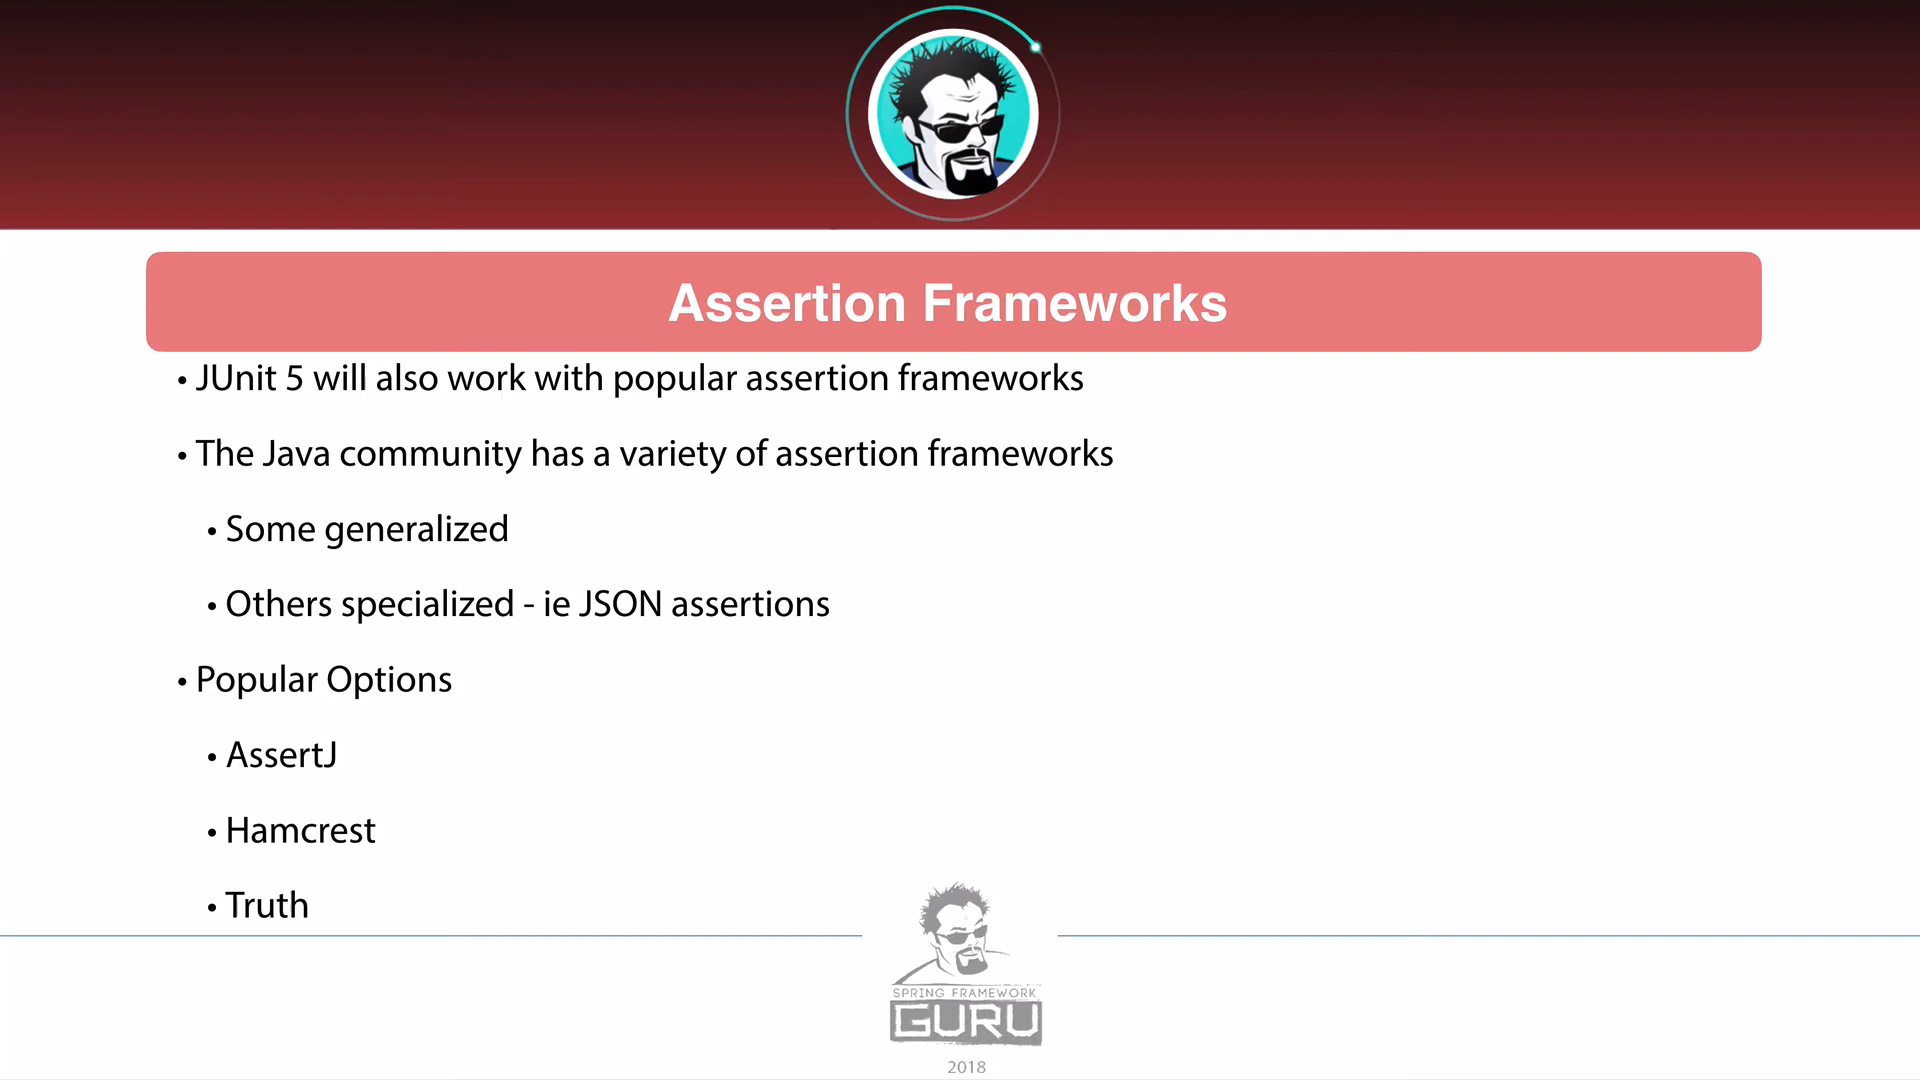 Assertion Frameworks
• JUnit 5 will also work with popular assertion frameworks
• The Java community has a variety of assertion frameworks
• Some generalized
• Others specialized - ie JSON assertions
• Popular Options
• AssertJ
• Hamcrest
• Truth
SPRING FRAMEWORK
GURU
2018